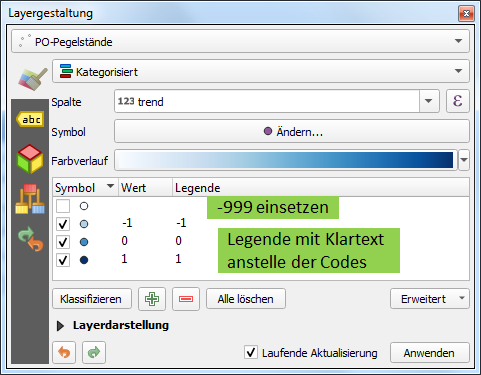 Layergestaltung
PO-Pegelstände
Kategorisiert
Spalte 123 trend ε
Symbol Ändern...
Farbverlauf
Symbol Wert Legende
-999 einsetzen
-1 -1
0 0
1 1
Legende mit Klartext
anstelle der Codes
Klassifizieren Alle löschen Erweitert
Layerdarstellung
Laufende Aktualisierung Anwenden
abc